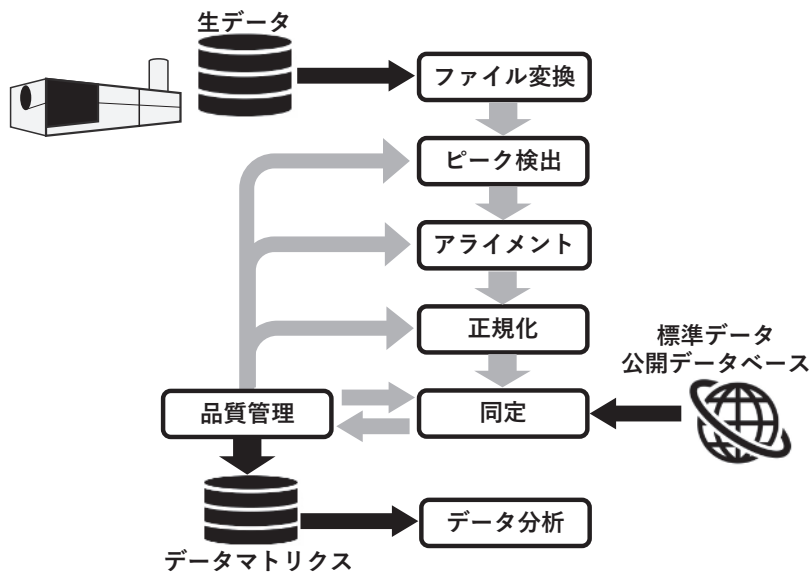 生データ
ファイル変換
ピーク検出
アライメント
正規化
標準データ
公開データベース
品質管理
同定
データ分析
データマトリクス